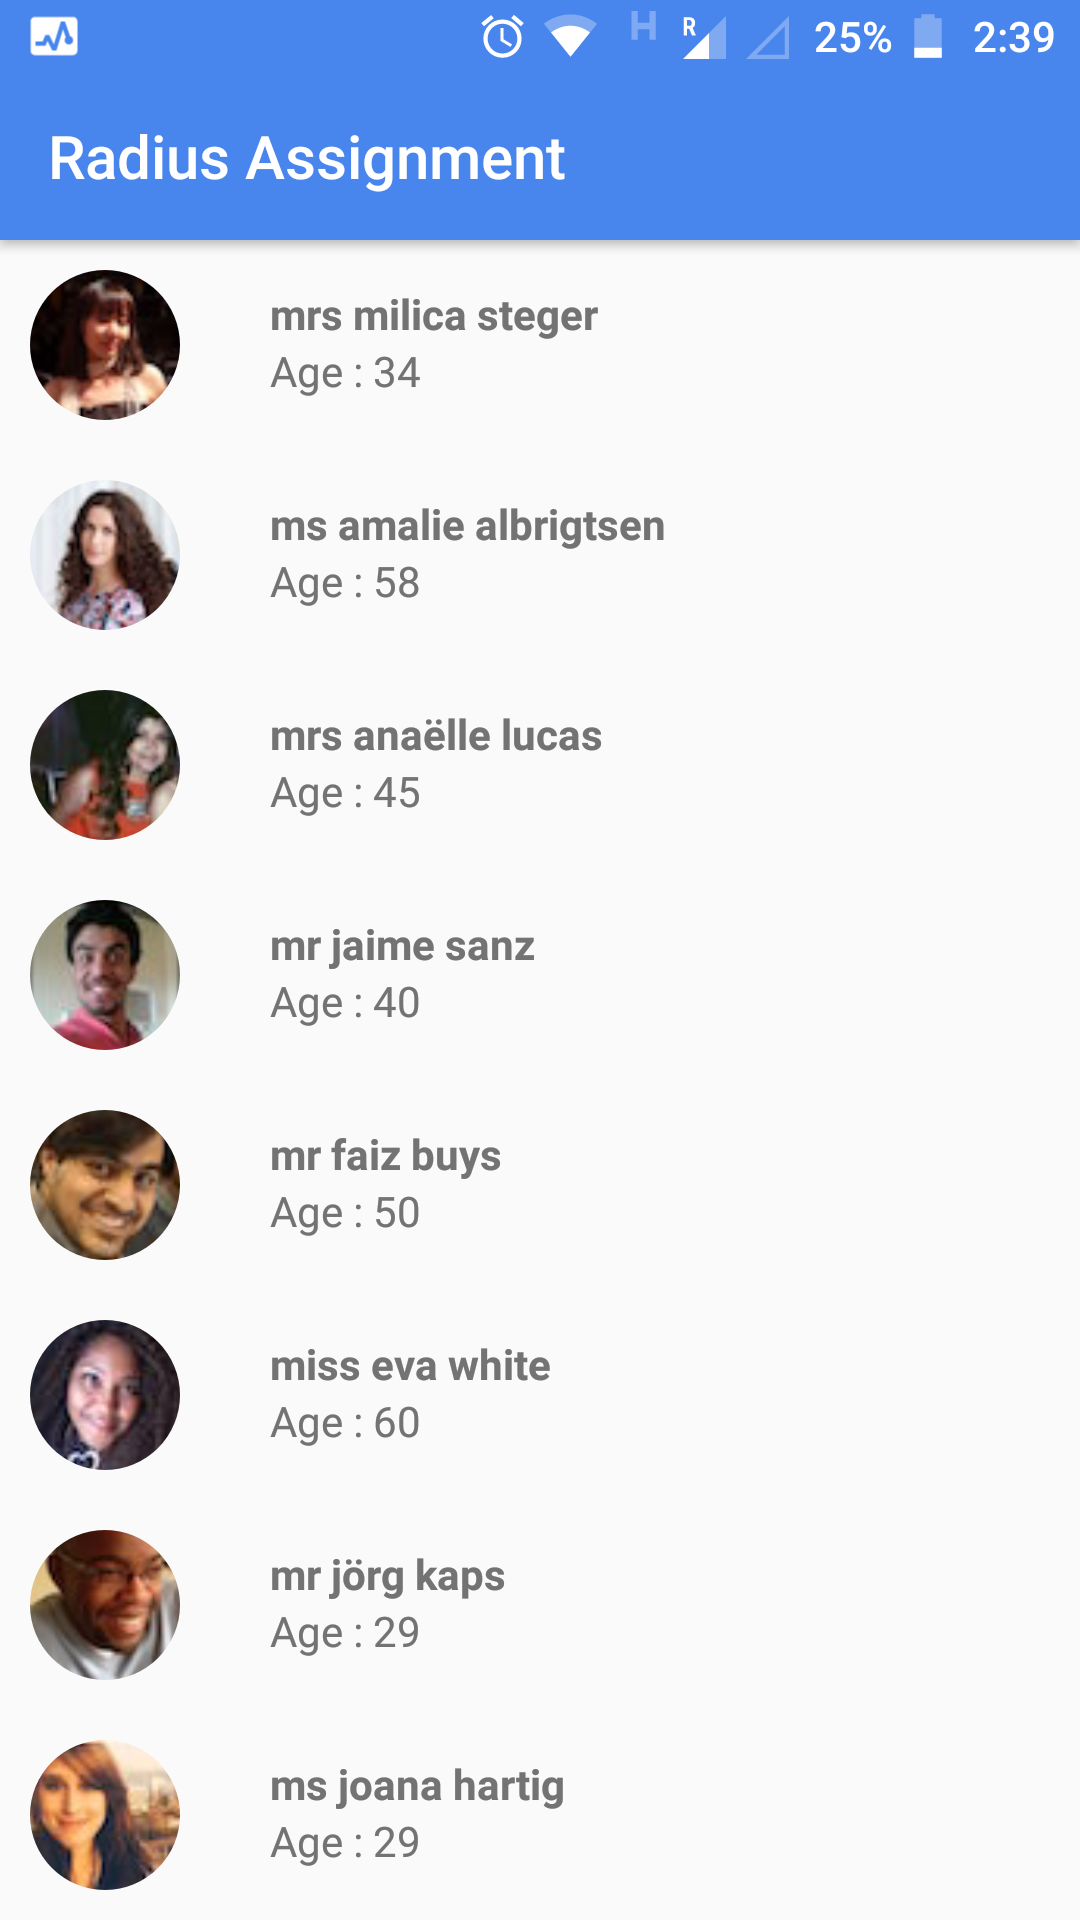 H R 25% 2:39
Radius Assignment
mrs milica steger
Age : 34
ms amalie albrigtsen
Age : 58
mrs anaëlle lucas
Age : 45
mr jaime sanz
Age : 40
mr faiz buys
Age : 50
miss eva white
Age : 60
mr jörg kaps
Age : 29
ms joana hartig
Age : 29